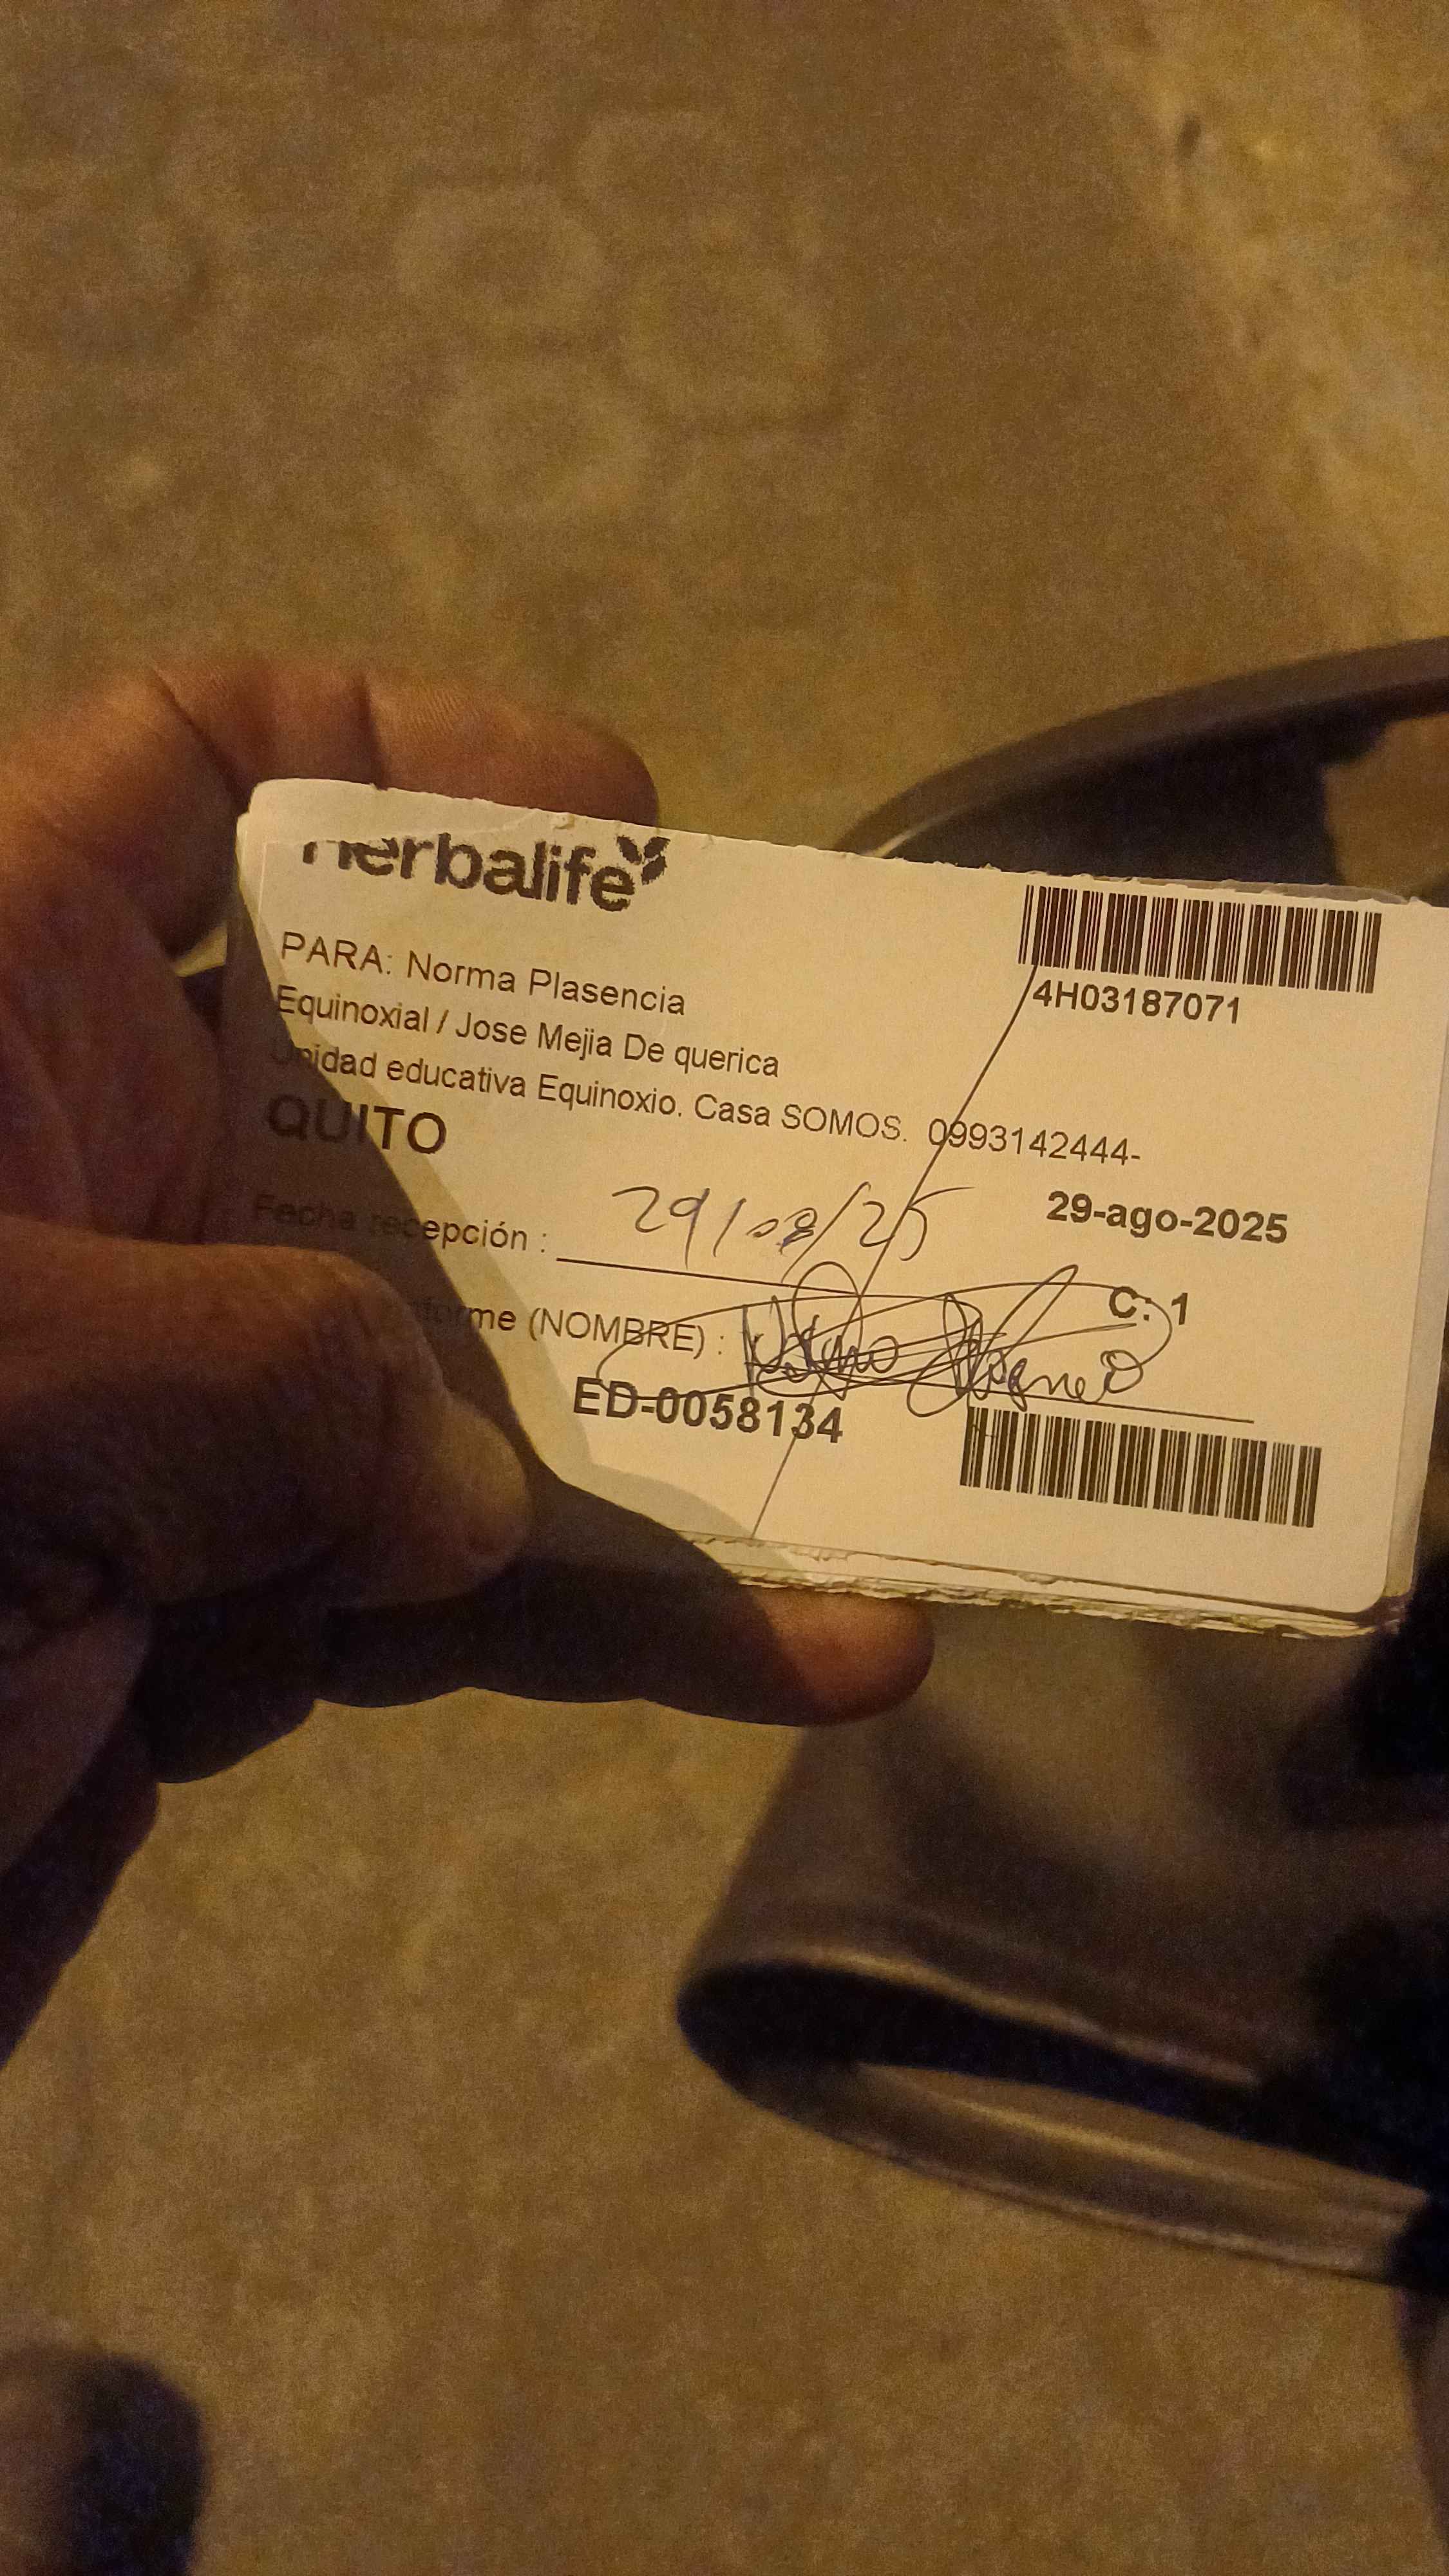 Herbalife
PARA: Norma Plasencia
4H03187071
Equinoxial / Jose Mejia De querica
Unidad educativa Equinoxio. Casa SOMOS. 0993142444-
QUITO
29-ago-2025
Fecha recepción : 29/08/25
C: 1
forme (NOMBRE) :
ED-0058134